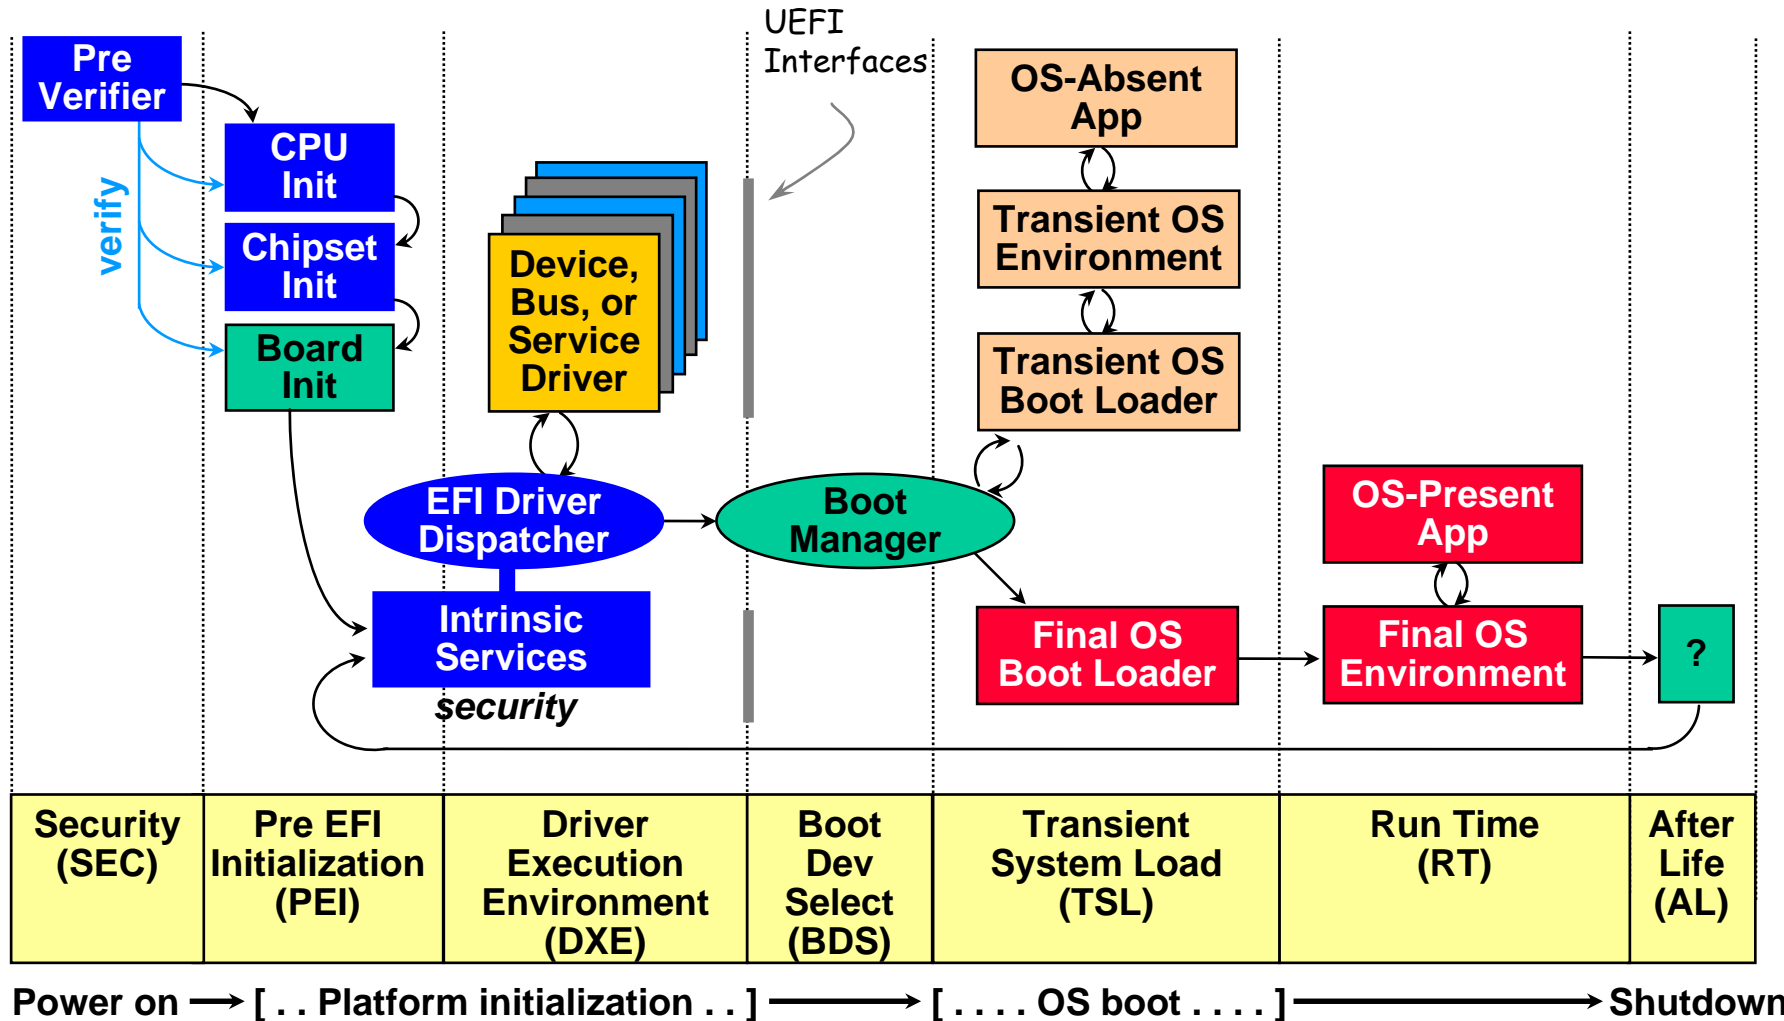 UEFI
Interfaces
Pre
Verifier
verify
CPU
Init
Chipset
Init
Board
Init
Device,
Bus, or
Service
Driver
EFI Driver
Dispatcher
Intrinsic
Services
security
Boot
Manager
OS-Absent
App
Transient OS
Environment
Transient OS
Boot Loader
Final OS
Boot Loader
OS-Present
App
Final OS
Environment
?
Security
(SEC)
Pre EFI
Initialization
(PEI)
Driver
Execution
Environment
(DXE)
Boot
Dev
Select
(BDS)
Transient
System Load
(TSL)
Run Time
(RT)
After
Life
(AL)
Power on [ . . Platform initialization . . ] [ . . . . OS boot . . . . ] Shutdown